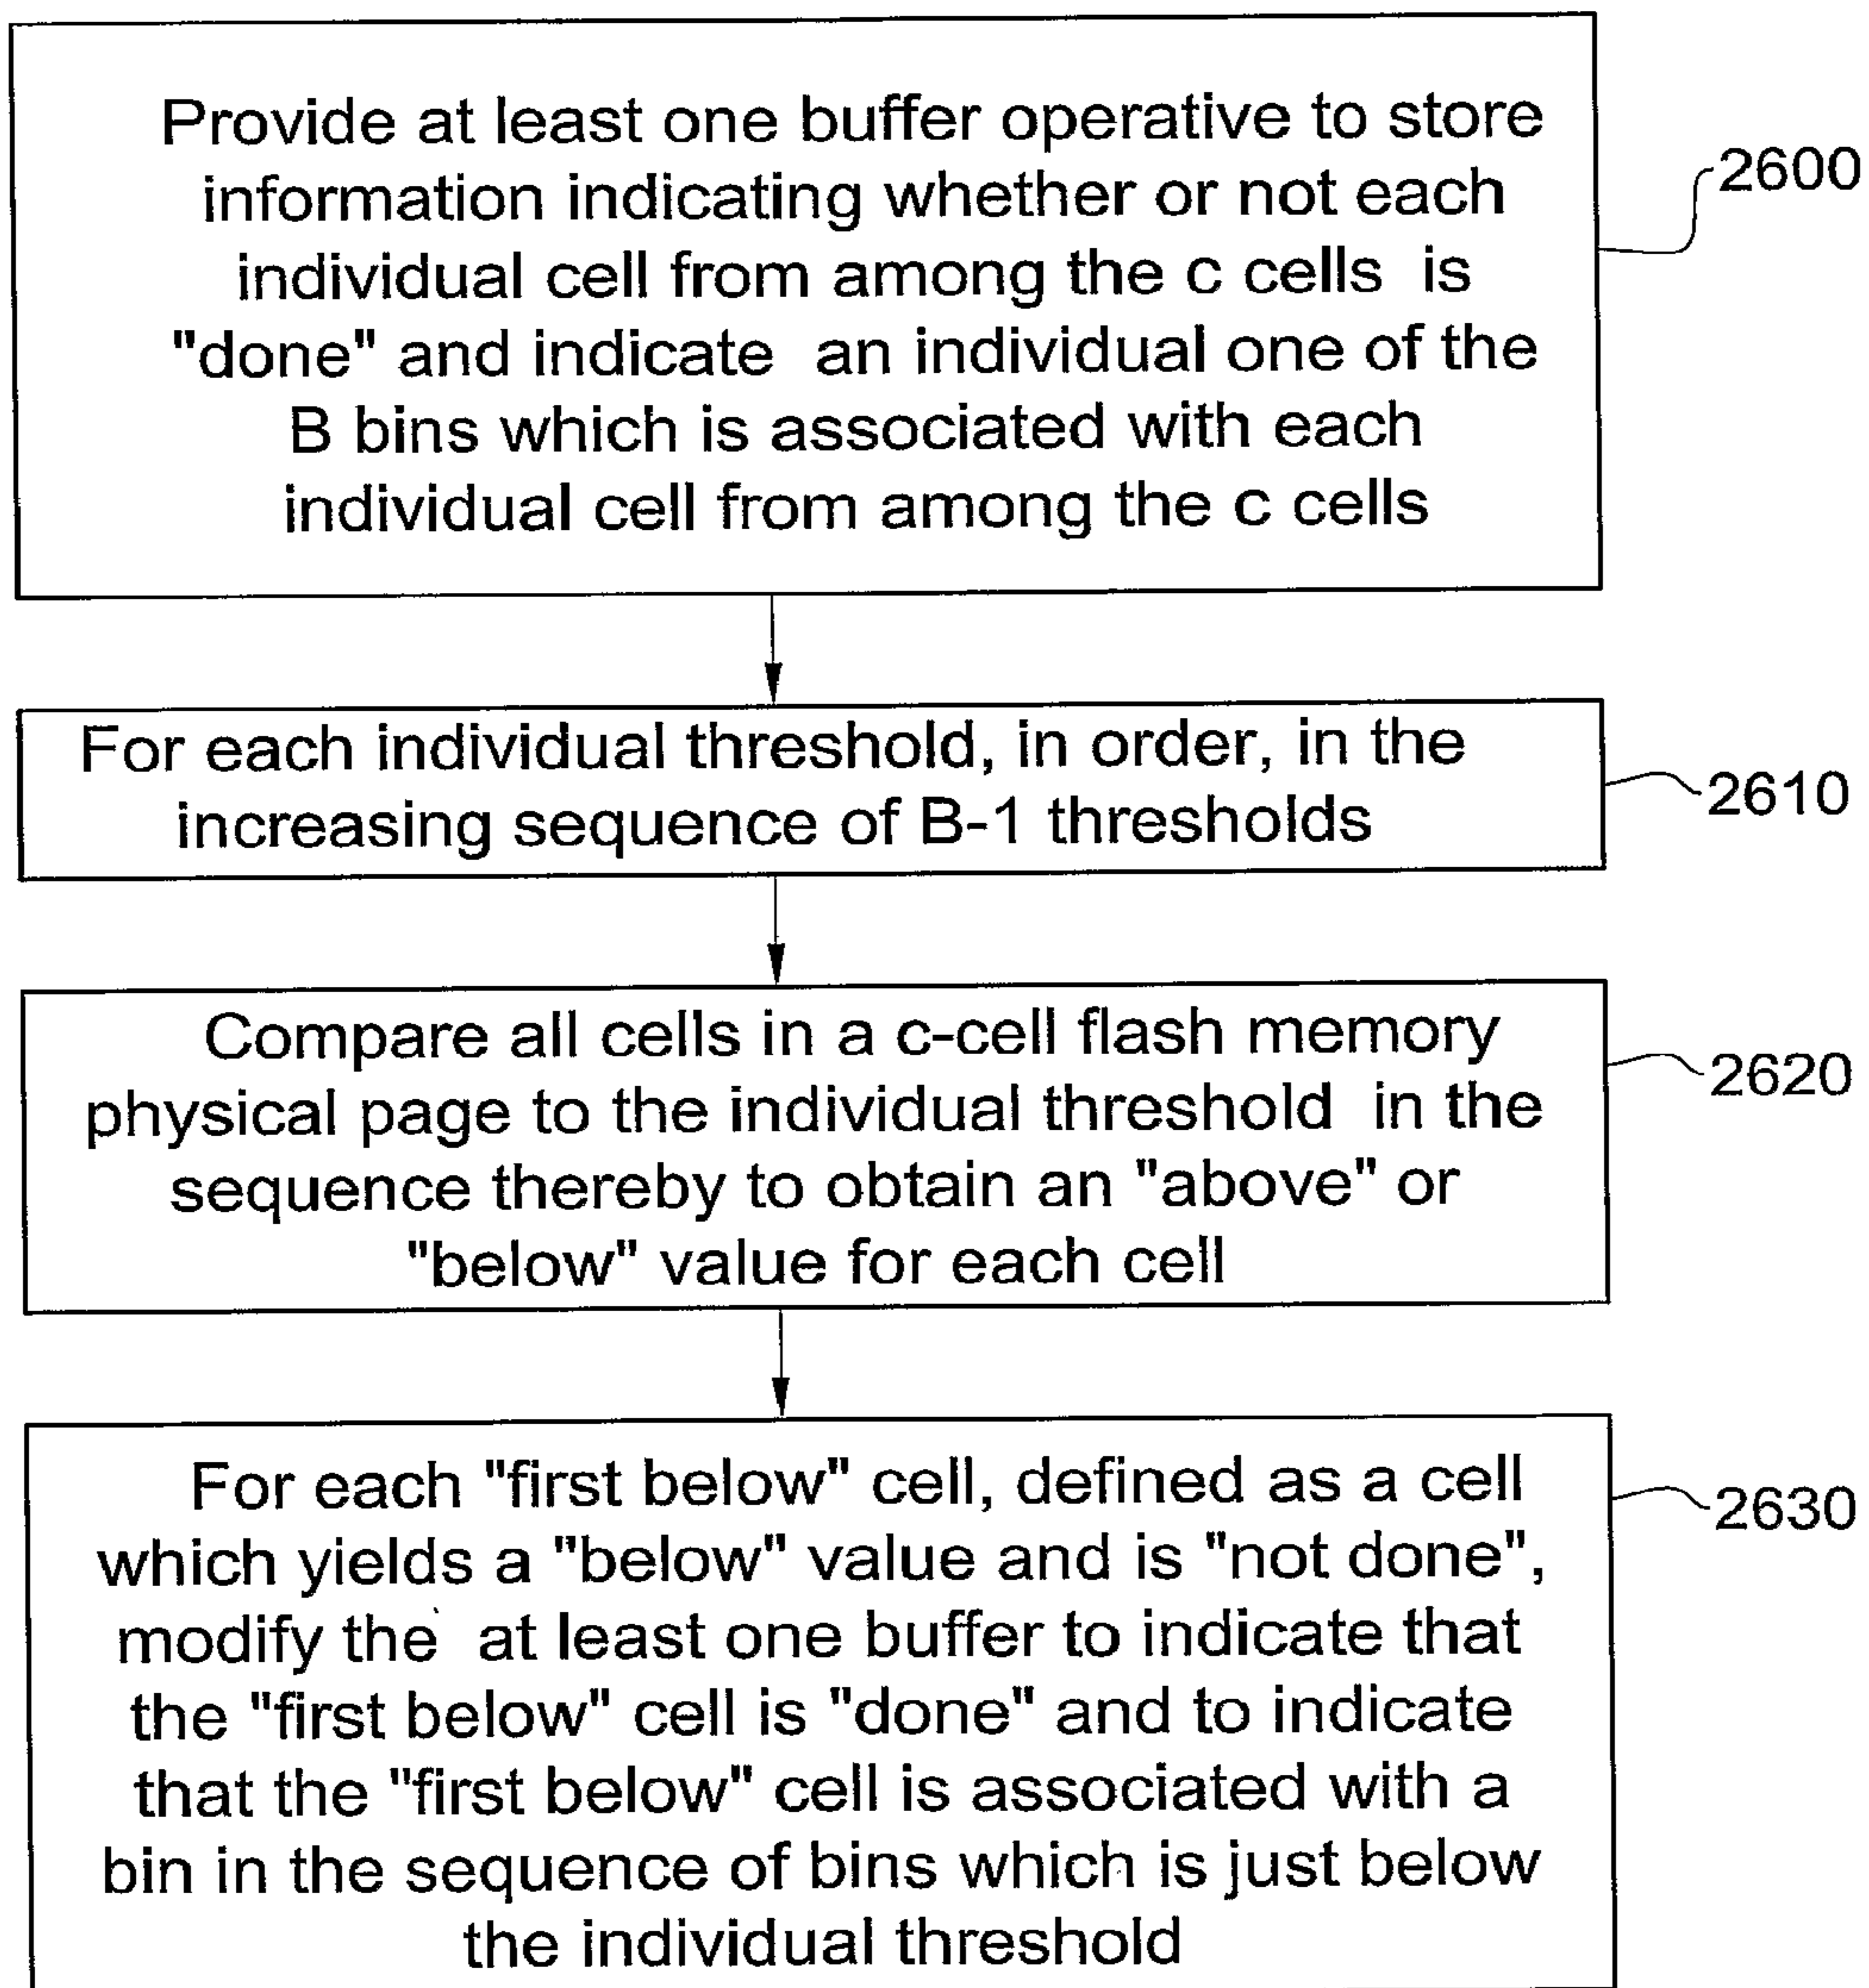 Provide at least one buffer operative to store
information indicating whether or not each
individual cell from among the c cells is
"done" and indicate an individual one of the
B bins which is associated with each
individual cell from among the c cells
2600
For each individual threshold, in order, in the
increasing sequence of B-1 thresholds
2610
Compare all cells in a c-cell flash memory
physical page to the individual threshold in the
sequence thereby to obtain an "above" or
"below" value for each cell
2620
For each "first below" cell, defined as a cell
which yields a "below" value and is "not done",
modify the at least one buffer to indicate that
the "first below" cell is "done" and to indicate
that the "first below" cell is associated with a
bin in the sequence of bins which is just below
the individual threshold
2630